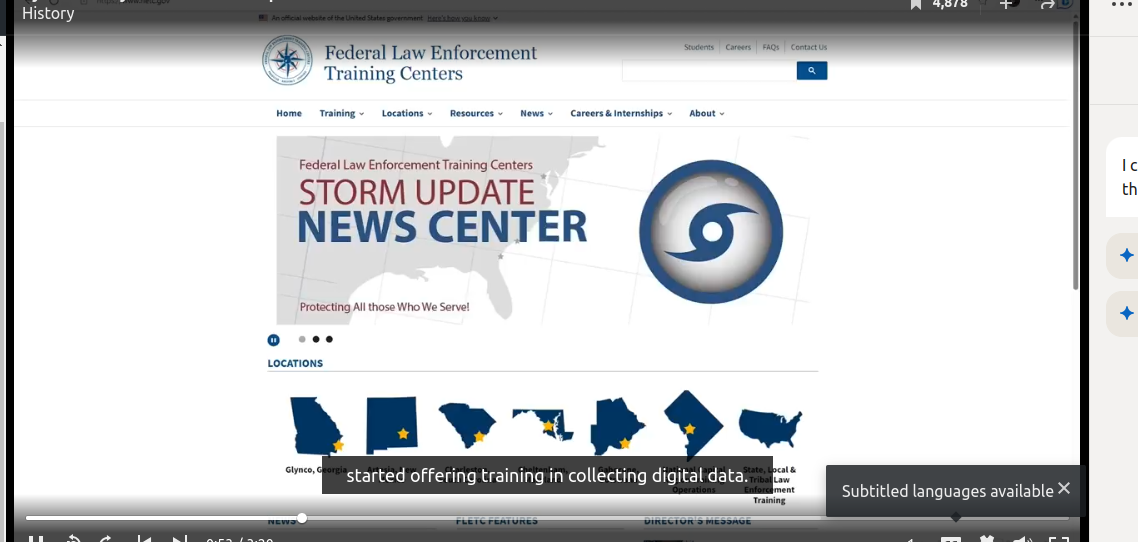 History
4,878
An official website of the United States government Here's how you know
Federal Law Enforcement
Training Centers
Students Careers FAQs Contact Us
Home Training Locations Resources News Careers & Internships About
Federal Law Enforcement Training Centers
STORM UPDATE
NEWS CENTER
Protecting All those Who We Serve!
LOCATIONS
Glynco, Georgia
State, Local &
Tribal Law
Operations Enforcement
Training
started offering training in collecting digital data.
Subtitled languages available
NEWS FLETC FEATURES DIRECTOR'S MESSAGE
I c
th